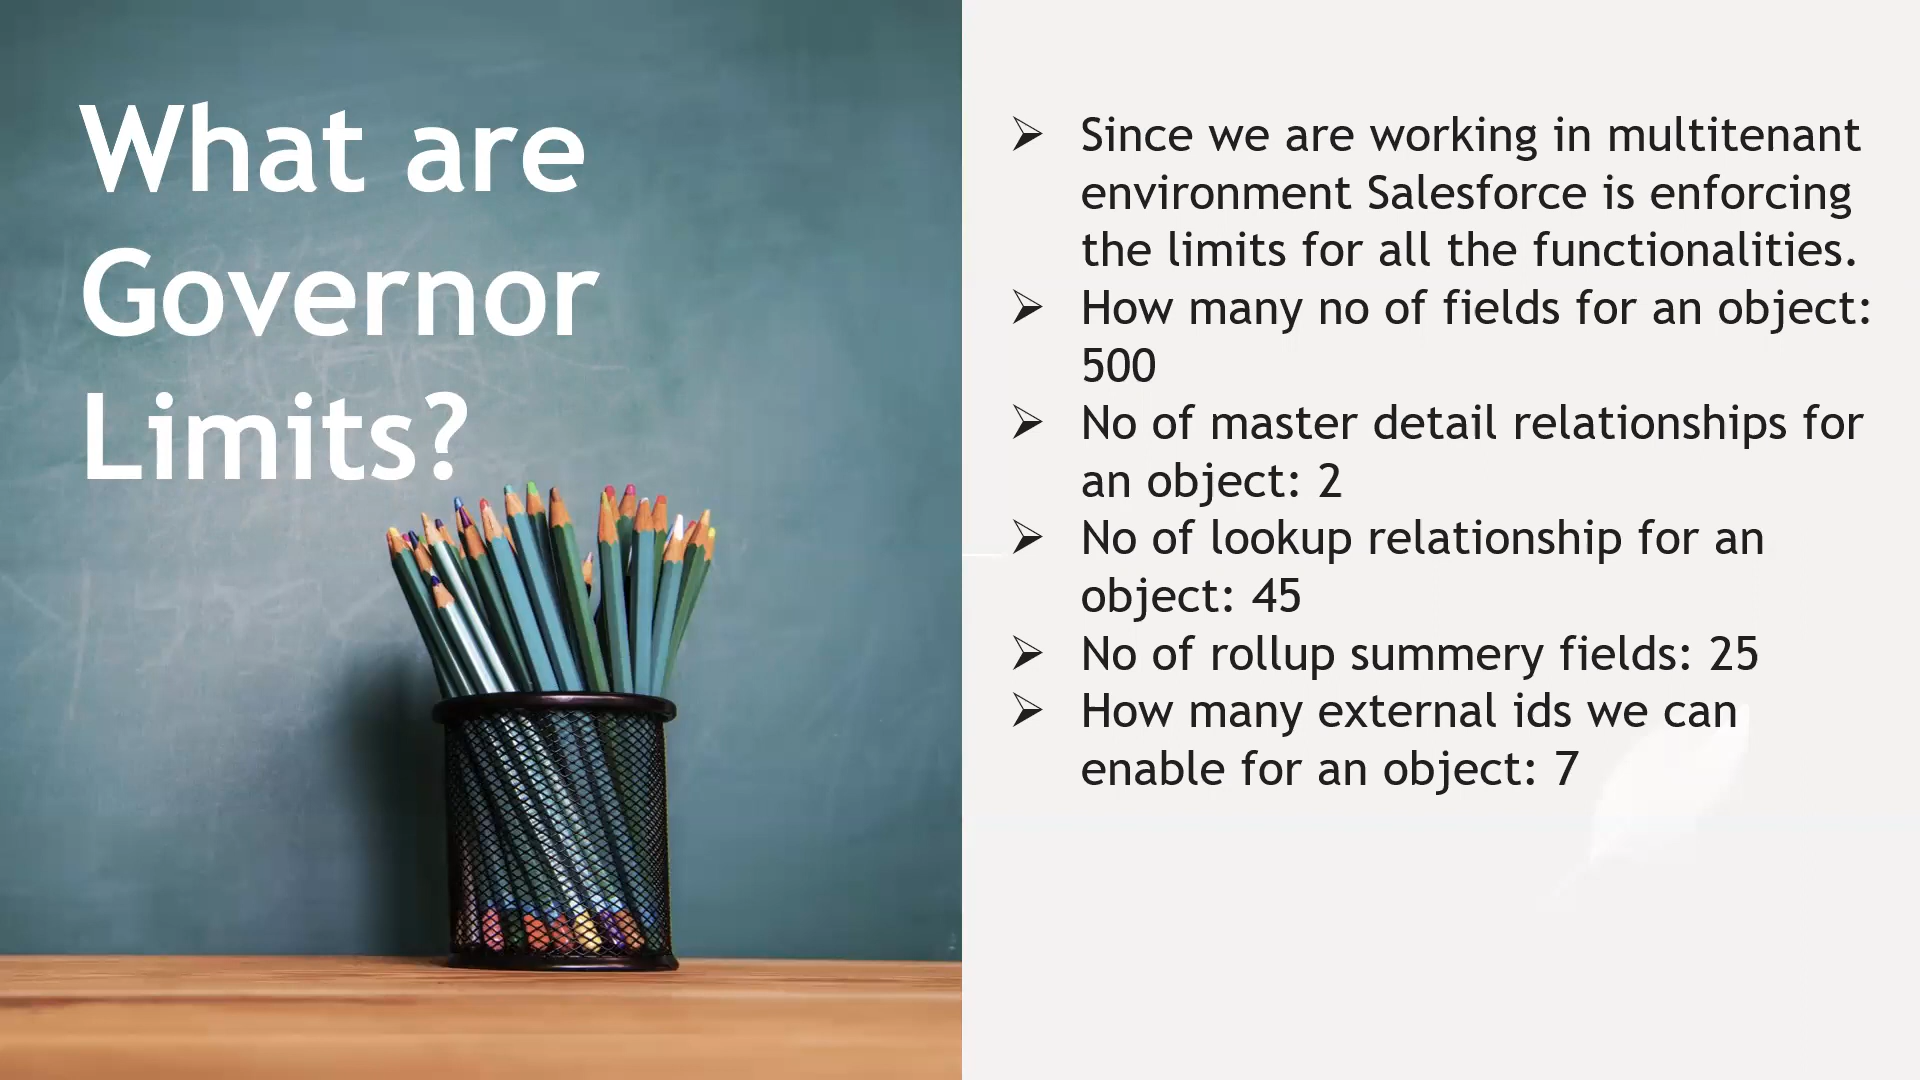 What are
Governor
Limits?
➢ Since we are working in multitenant
environment Salesforce is enforcing
the limits for all the functionalities.
➢ How many no of fields for an object:
500
➢ No of master detail relationships for
an object: 2
➢ No of lookup relationship for an
object: 45
➢ No of rollup summery fields: 25
➢ How many external ids we can
enable for an object: 7